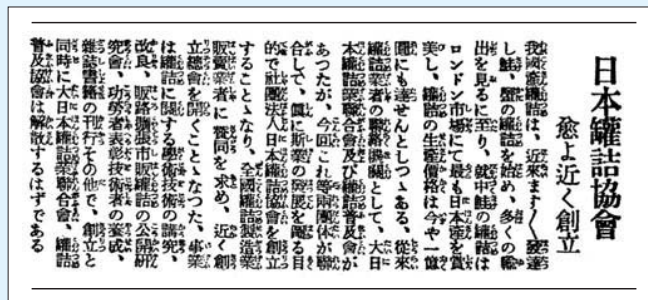 日本罐詰協會
愈よ近く創立
我國產罐詰は、近來ます〱發達
し鮭、蟹の罐詰を始め、多くの輸
出を見るに至り、就中鮭の罐詰は
ロンドン市場にて最も日本產を賞
美し、罐詰の生產價格は今や一億
圓にも達せんとしつゝある、從來
罐詰業者の聯絡機關として、大日
本罐詰業聯合會及び罐詰普及會が
あつたが、今回これ等兩團体が聯
合して、眞に斯業の發展を圖る目
的で社團法人日本罐詰協會を創立
することゝなり、全國罐詰製造業
販賣業者に贊同を求め、近く創
立總會を開くことゝなつた、事業
は罐詰に關する學術技術の講究、
改良、販路擴張市販罐詰の公開研
究會、功勞者表彰技術者の養成、
雜誌書籍の刊行その他で、創立と
同時に大日本罐詰業聯合會、罐詰
普及協會は解散するはずである